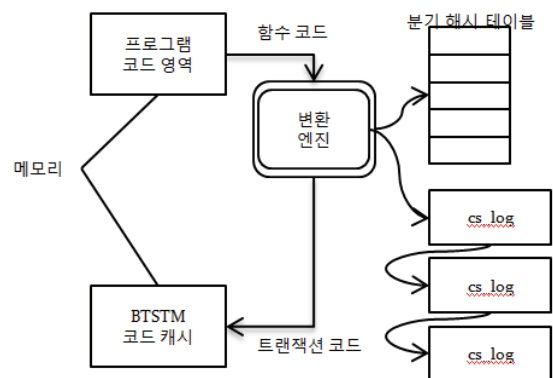 분기 해시 테이블
함수 코드
프로그램
코드 영역
변환
엔진
메모리
cs_log
cs_log
BTSTM
코드 캐시
트랜잭션 코드
cs_log